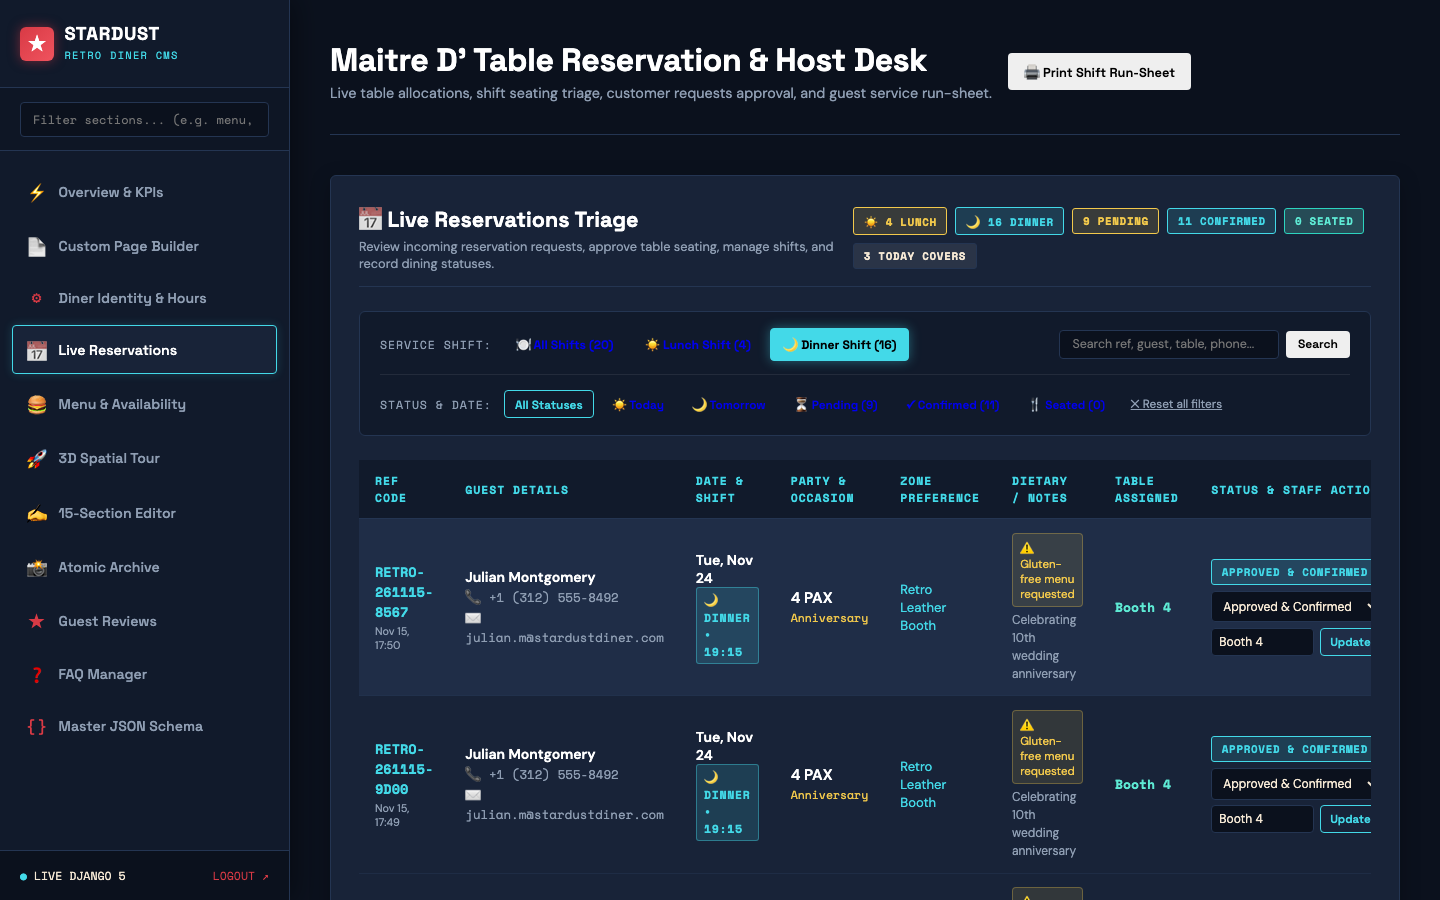 STARDUST
RETRO DINER CMS
Filter sections... (e.g. menu,
Overview & KPIs
Custom Page Builder
Diner Identity & Hours
Live Reservations
Menu & Availability
3D Spatial Tour
15-Section Editor
Atomic Archive
Guest Reviews
FAQ Manager
Master JSON Schema
LIVE DJANGO 5
LOGOUT ↗
Maitre D' Table Reservation & Host Desk
Live table allocations, shift seating triage, customer requests approval, and guest service run-sheet.
Print Shift Run-Sheet
Live Reservations Triage
Review incoming reservation requests, approve table seating, manage shifts, and
record dining statuses.
4 LUNCH
16 DINNER
9 PENDING
11 CONFIRMED
0 SEATED
3 TODAY COVERS
SERVICE SHIFT:
All Shifts (20)
Lunch Shift (4)
Dinner Shift (16)
Search ref, guest, table, phone...
Search
STATUS & DATE:
All Statuses
Today
Tomorrow
Pending (9)
✓ Confirmed (11)
Seated (0)
✕ Reset all filters
REF
CODE
GUEST DETAILS
DATE &
SHIFT
PARTY &
OCCASION
ZONE
PREFERENCE
DIETARY
/ NOTES
TABLE
ASSIGNED
STATUS & STAFF ACTIO
RETRO-
261115-
8567
Nov 15,
17:50
Julian Montgomery
+1 (312) 555-8492
julian.m@stardustdiner.com
Tue, Nov
24
DINNER
•
19:15
4 PAX
Anniversary
Retro
Leather
Booth
Gluten-
free menu
requested
Celebrating
10th
wedding
anniversary
Booth 4
APPROVED & CONFIRMED
Approved & Confirmed
Booth 4
Update
RETRO-
261115-
9D00
Nov 15,
17:49
Julian Montgomery
+1 (312) 555-8492
julian.m@stardustdiner.com
Tue, Nov
24
DINNER
•
19:15
4 PAX
Anniversary
Retro
Leather
Booth
Gluten-
free menu
requested
Celebrating
10th
wedding
anniversary
Booth 4
APPROVED & CONFIRMED
Approved & Confirmed
Booth 4
Update